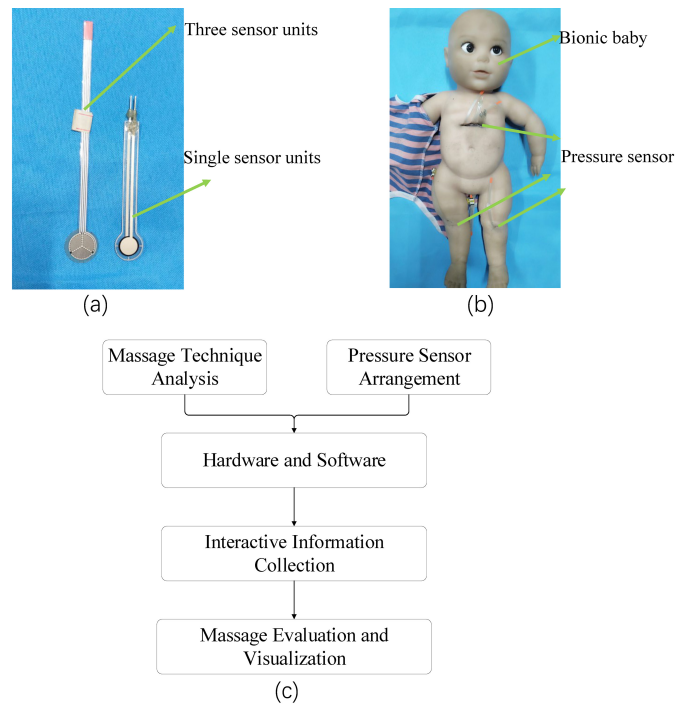 Three sensor units
Single sensor units
(a)
Bionic baby
Pressure sensor
(b)
Massage Technique
Analysis
Pressure Sensor
Arrangement
Hardware and Software
Interactive Information
Collection
Massage Evaluation and
Visualization
(c)